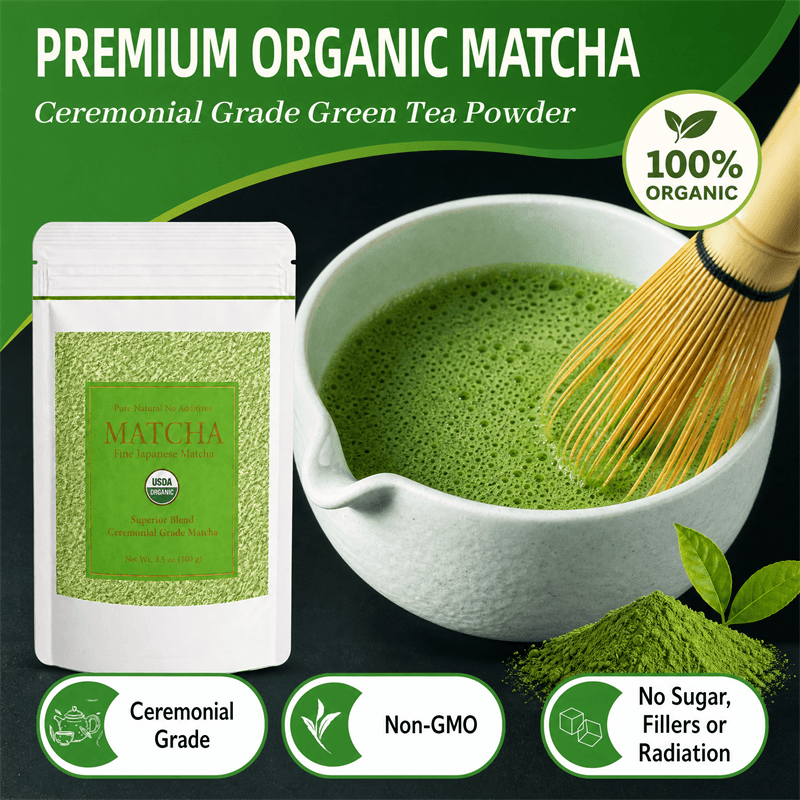 PREMIUM ORGANIC MATCHA
Ceremonial Grade Green Tea Powder
100%
ORGANIC
Pure Natural No Additives
MATCHA
Fine Japanese Matcha
USDA
ORGANIC
Superior Blend
Ceremonial Grade Matcha
Net Wt. 3.5 oz (100 g)
Ceremonial
Grade
Non-GMO
No Sugar,
Fillers or
Radiation